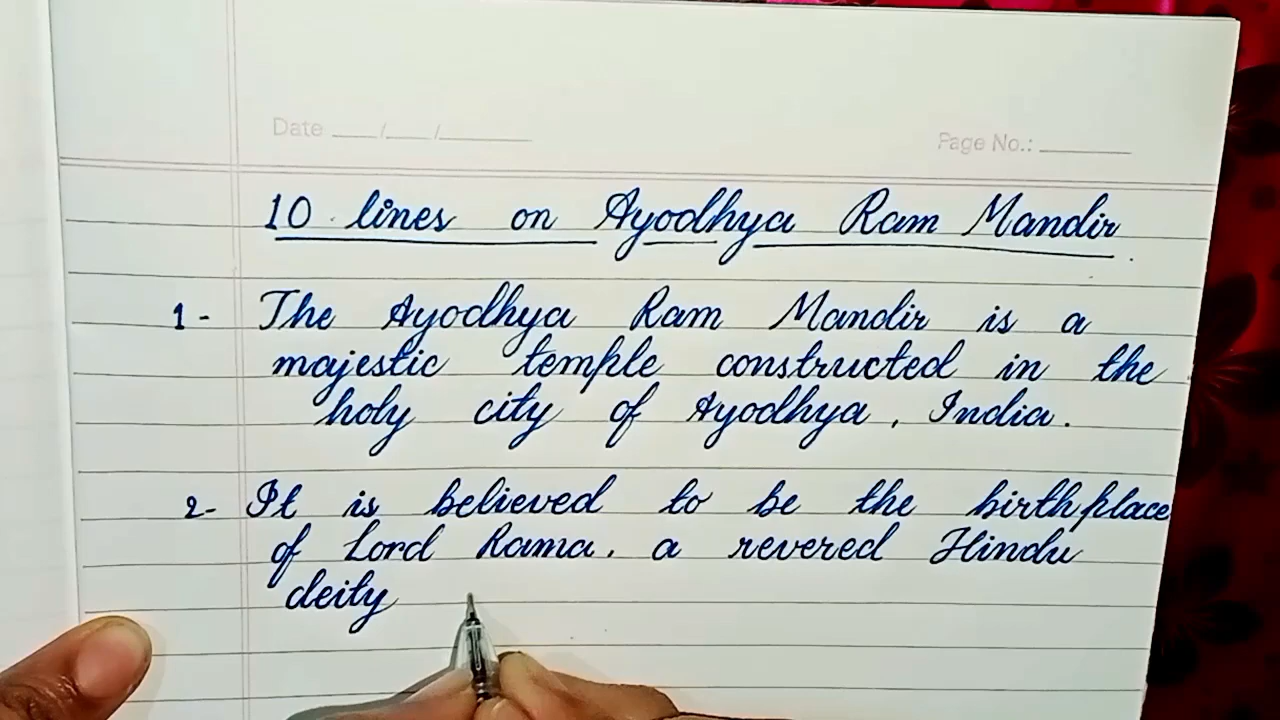 Date ___/___/______
Page No.: ______
10 lines on Ayodhya Ram Mandir
1- The Ayodhya Ram Mandir is a
majestic temple constructed in the
holy city of Ayodhya, India.
2- It is believed to be the birthplace
of Lord Rama, a revered Hindu
deity